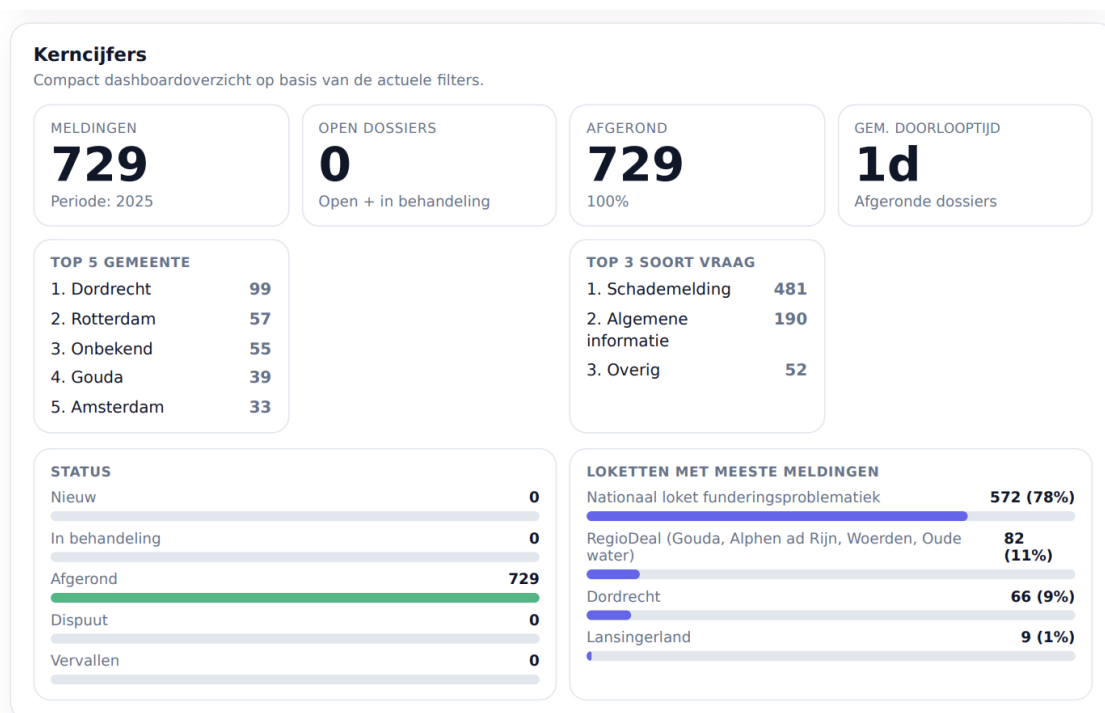 Kerncijfers
Compact dashboardoverzicht op basis van de actuele filters.
MELDINGEN
729
Periode: 2025
OPEN DOSSIERS
0
Open + in behandeling
AFGEROND
729
100%
GEM. DOORLOOPTIJD
1d
Afgeronde dossiers
TOP 5 GEMEENTE
1. Dordrecht 99
2. Rotterdam 57
3. Onbekend 55
4. Gouda 39
5. Amsterdam 33
TOP 3 SOORT VRAAG
1. Schademelding 481
2. Algemene 190
informatie
3. Overig 52
STATUS
Nieuw 0
In behandeling 0
Afgerond 729
Dispuut 0
Vervallen 0
LOKETTEN MET MEESTE MELDINGEN
Nationaal loket funderingsproblematiek 572 (78%)
RegioDeal (Gouda, Alphen ad Rijn, Woerden, Oude 82
water) (11%)
Dordrecht 66 (9%)
Lansingerland 9 (1%)